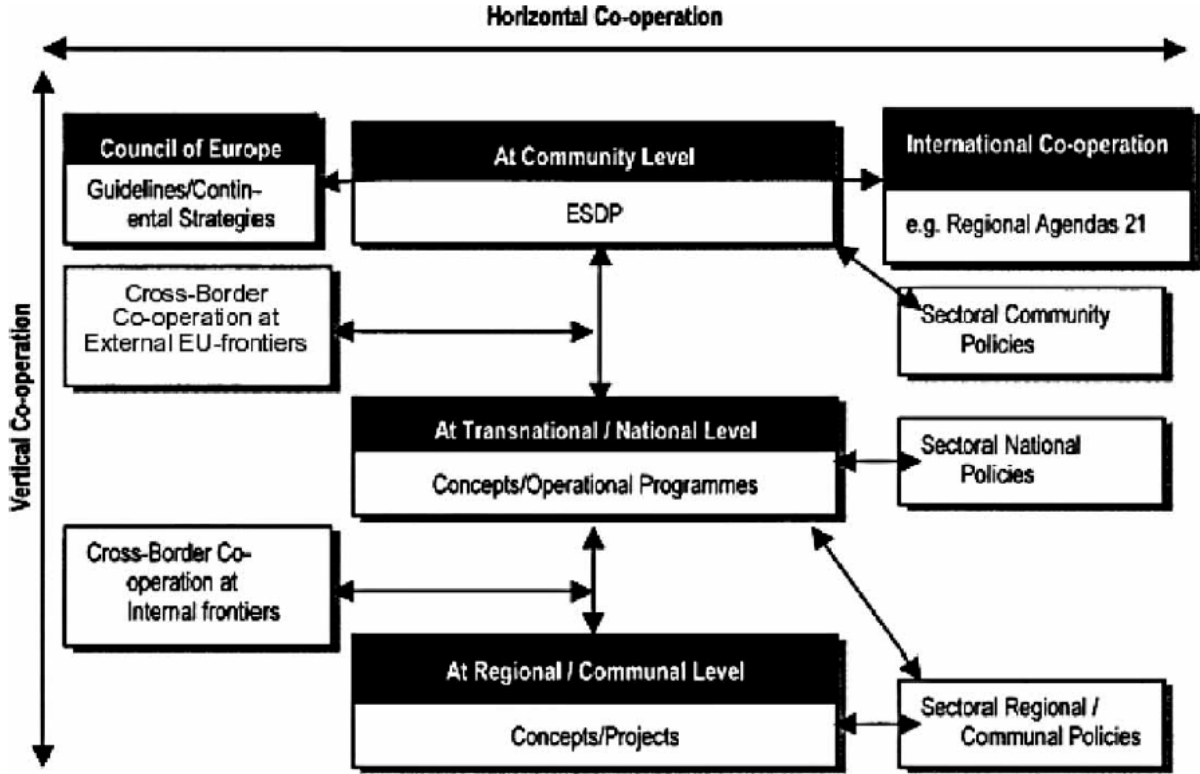 Horizontal Co-operation
Vertical Co-operation
Council of Europe
Guidelines/Contin-
ental Strategies
At Community Level
ESDP
International Co-operation
e.g. Regional Agendas 21
Cross-Border
Co-operation at
External EU-frontiers
Sectoral Community
Policies
At Transnational / National Level
Concepts/Operational Programmes
Sectoral National
Policies
Cross-Border Co-
operation at
Internal frontiers
At Regional / Communal Level
Concepts/Projects
Sectoral Regional /
Communal Policies